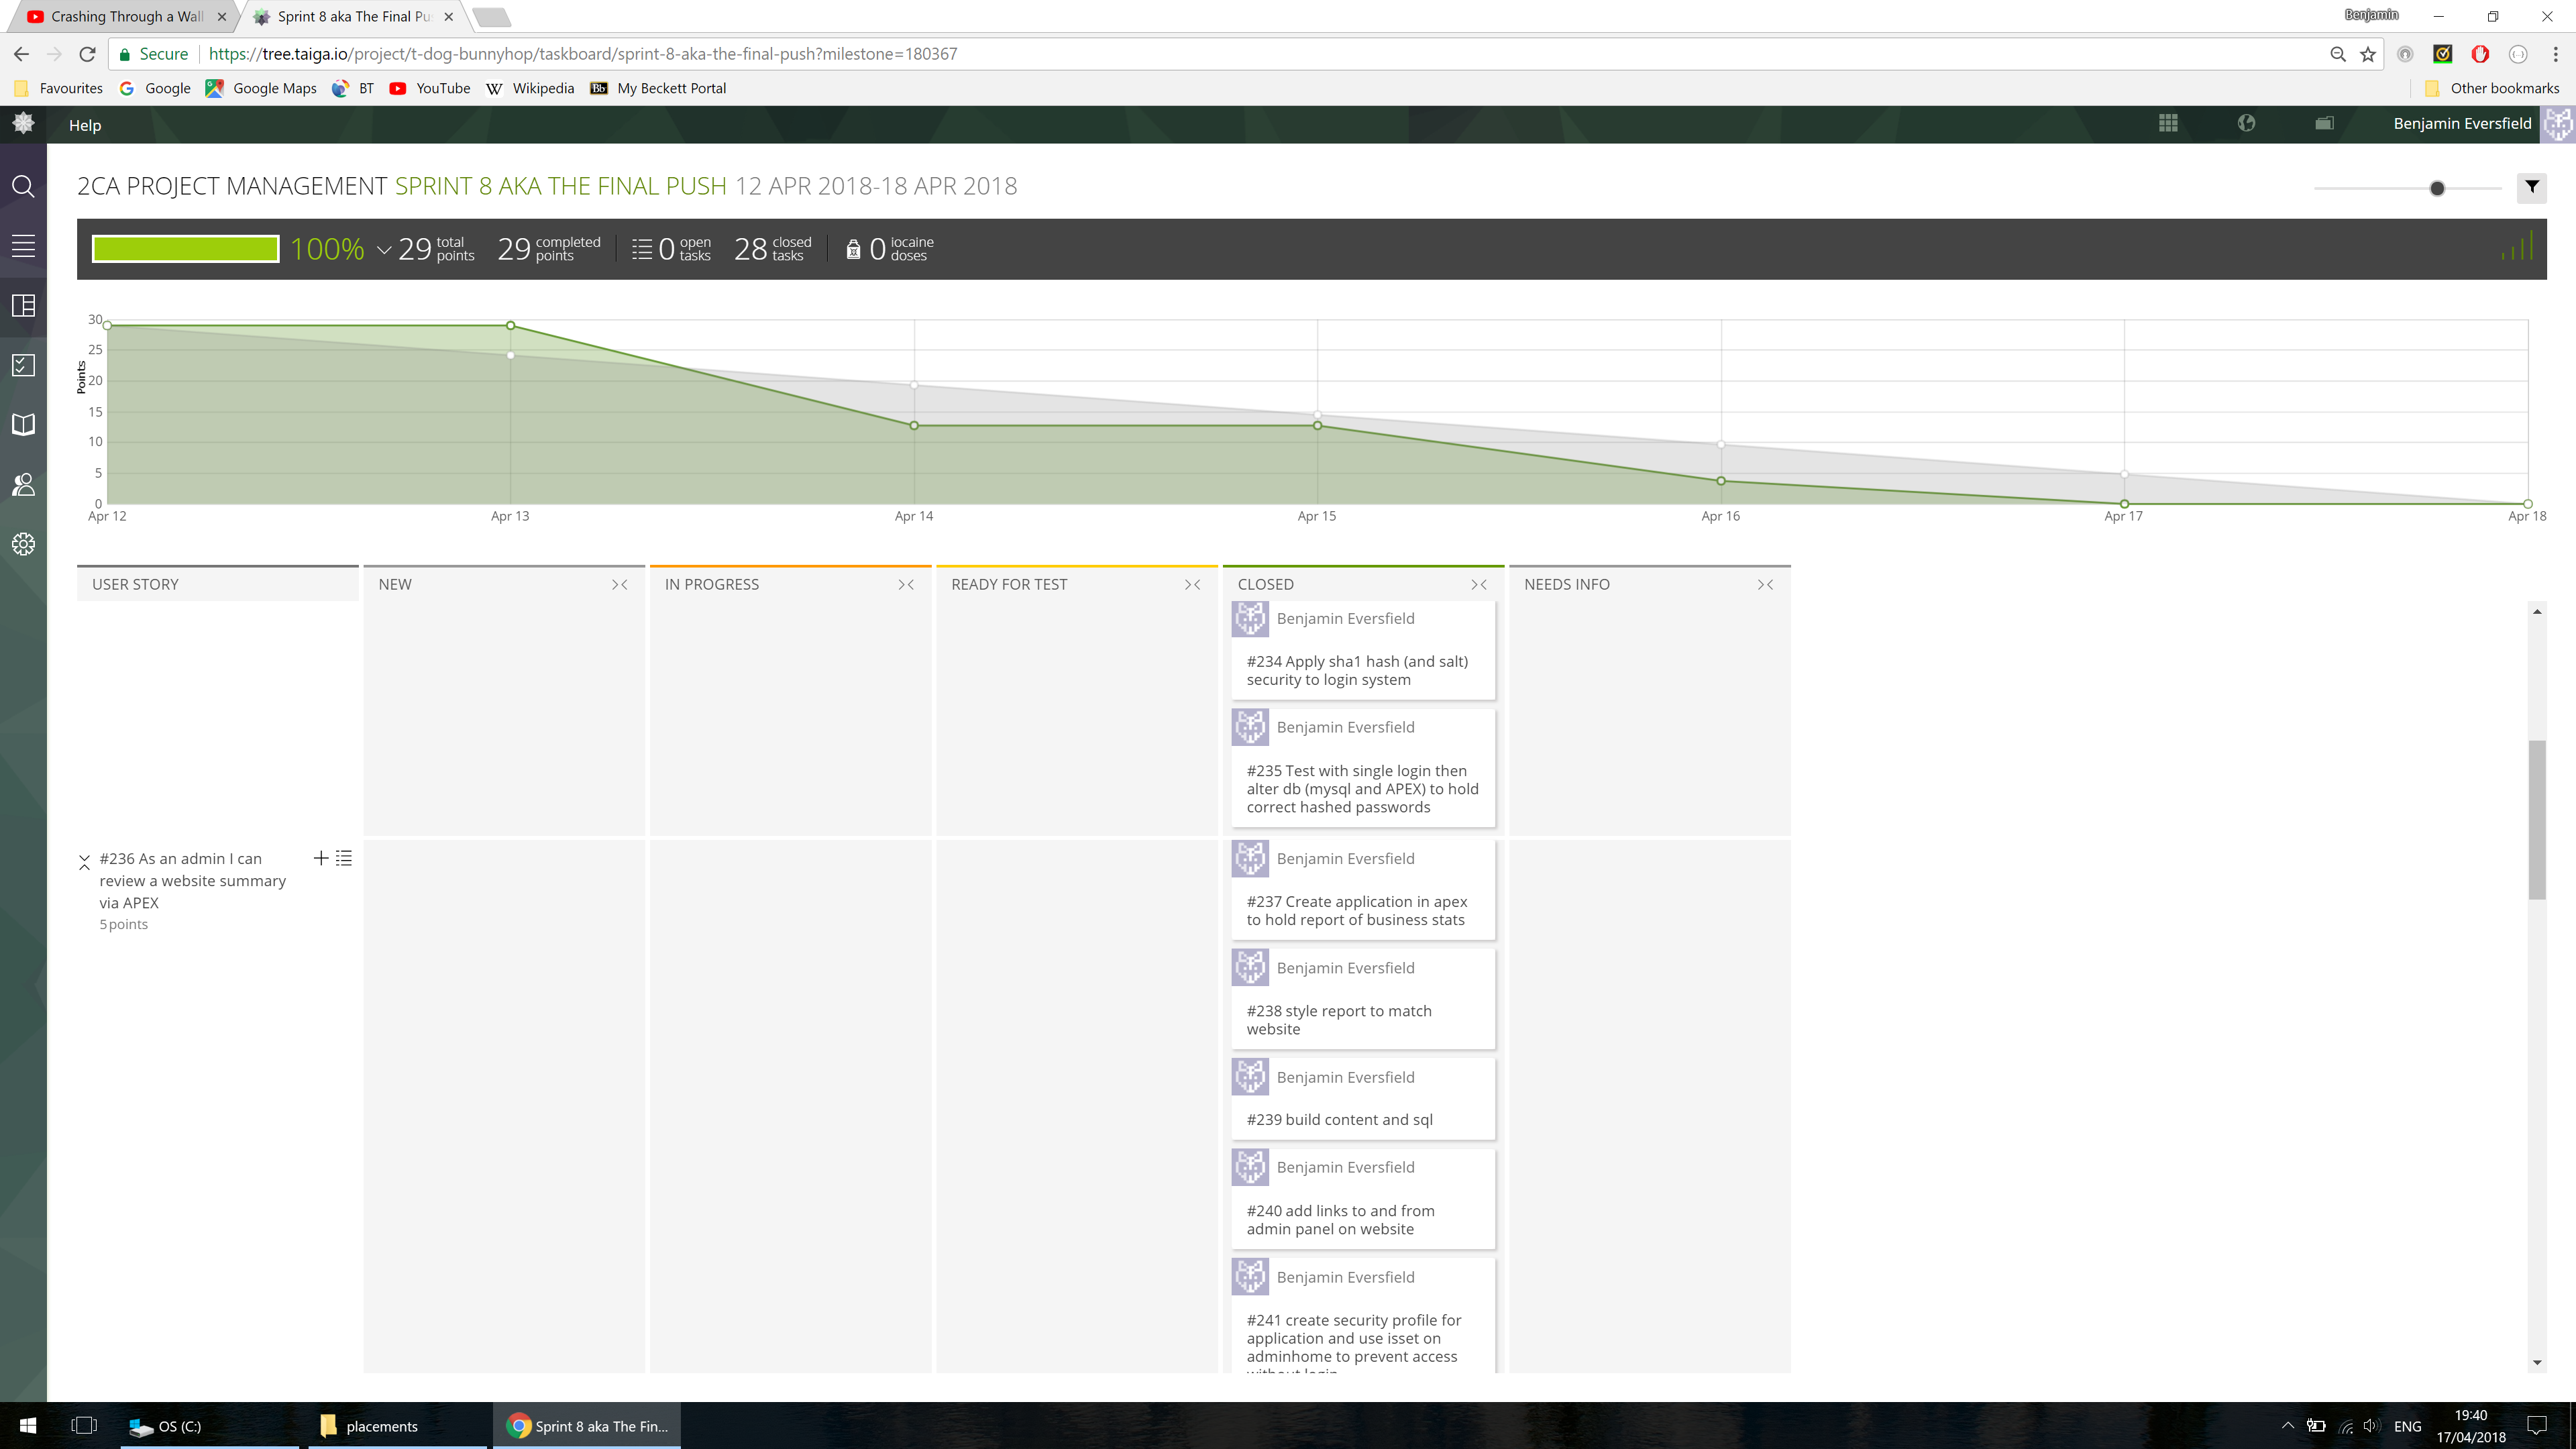 Crashing Through a Wall
Sprint 8 aka The Final Pu
Benjamin
Secure
https://tree.taiga.io/project/t-dog-bunnyhop/taskboard/sprint-8-aka-the-final-push?milestone=180367
Favourites
Google
Google Maps
BT
YouTube
W Wikipedia
Bb My Beckett Portal
Other bookmarks
Help
Benjamin Eversfield
2CA PROJECT MANAGEMENT SPRINT 8 AKA THE FINAL PUSH 12 APR 2018-18 APR 2018
100%
29 total points
29 completed points
0 open tasks
28 closed tasks
0 iocaine doses
Points
30
25
20
15
10
5
0
Apr 12
Apr 13
Apr 14
Apr 15
Apr 16
Apr 17
Apr 18
USER STORY
NEW
IN PROGRESS
READY FOR TEST
CLOSED
NEEDS INFO
Benjamin Eversfield
#234 Apply sha1 hash (and salt)
security to login system
Benjamin Eversfield
#235 Test with single login then
alter db (mysql and APEX) to hold
correct hashed passwords
#236 As an admin I can
review a website summary
via APEX
5 points
Benjamin Eversfield
#237 Create application in apex
to hold report of business stats
Benjamin Eversfield
#238 style report to match
website
Benjamin Eversfield
#239 build content and sql
Benjamin Eversfield
#240 add links to and from
admin panel on website
Benjamin Eversfield
#241 create security profile for
application and use isset on
adminhome to prevent access
without login
OS (C:)
placements
Sprint 8 aka The Fin...
ENG
19:40
17/04/2018